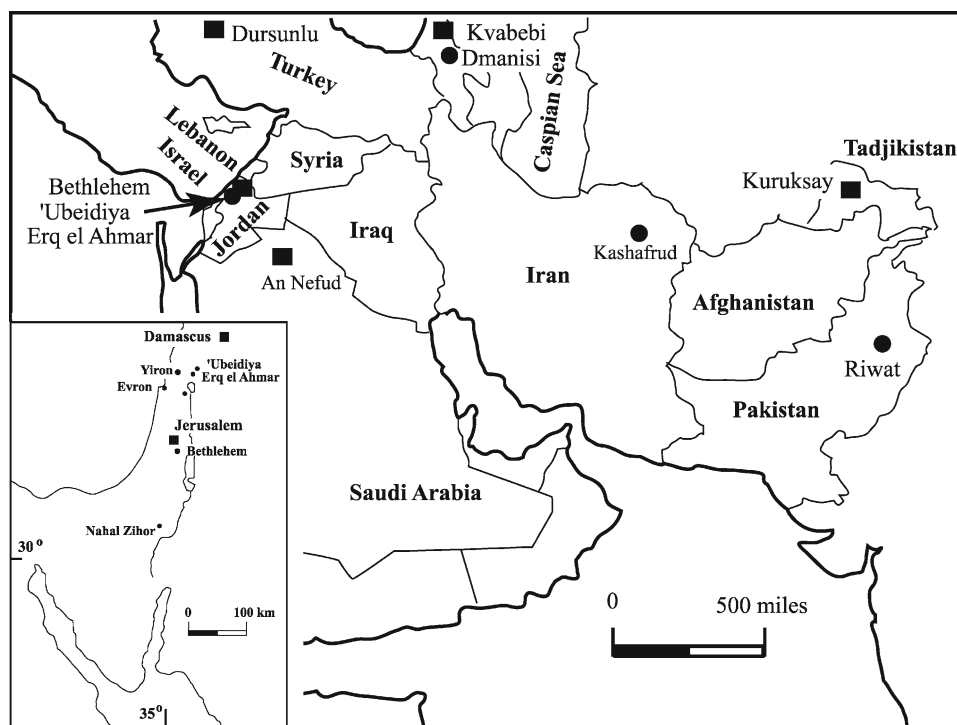 Dursunlu
Kvabebi
Dmanisi
Turkey
Caspian Sea
Lebanon
Israel
Syria
Tadjikistan
Kuruksay
Bethlehem
'Ubeidiya
Erq el Ahmar
Jordan
Iraq
An Nefud
Iran
Kashafrud
Afghanistan
Riwat
Pakistan
Saudi Arabia
0 500 miles
Damascus
Yiron
'Ubeidiya
Erq el Ahmar
Evron
Jerusalem
Bethlehem
Nahal Zihor
30°
0 100 km
35°